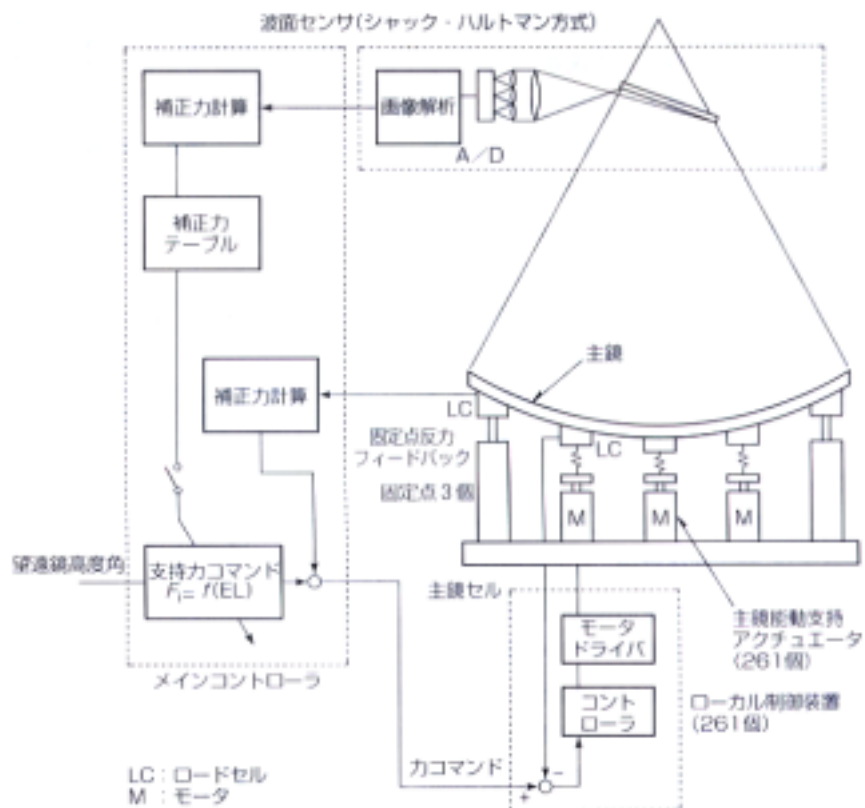 波面センサ(シャック・ハルトマン方式)
補正力計算
画像解析
A/D
補正力
テーブル
主鏡
補正力計算
LC
固定点反力
フィードバック
LC
固定点3個
M
M
M
望遠鏡高度角
支持力コマンド
Fi= f(EL)
主鏡セル
主鏡能動支持
アクチュエータ
(261個)
モータ
ドライバ
メインコントローラ
コント
ローラ
ローカル制御装置
(261個)
力コマンド
−
+
LC:ロードセル
M:モータ